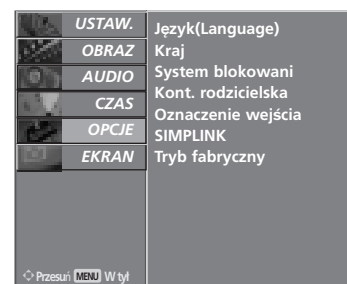 USTAW.
OBRAZ
AUDIO
CZAS
OPCJE
EKRAN
Język(Language)
Kraj
System blokowani
Kont. rodzicielska
Oznaczenie wejścia
SIMPLINK
Tryb fabryczny
Przesuń MENU W tył